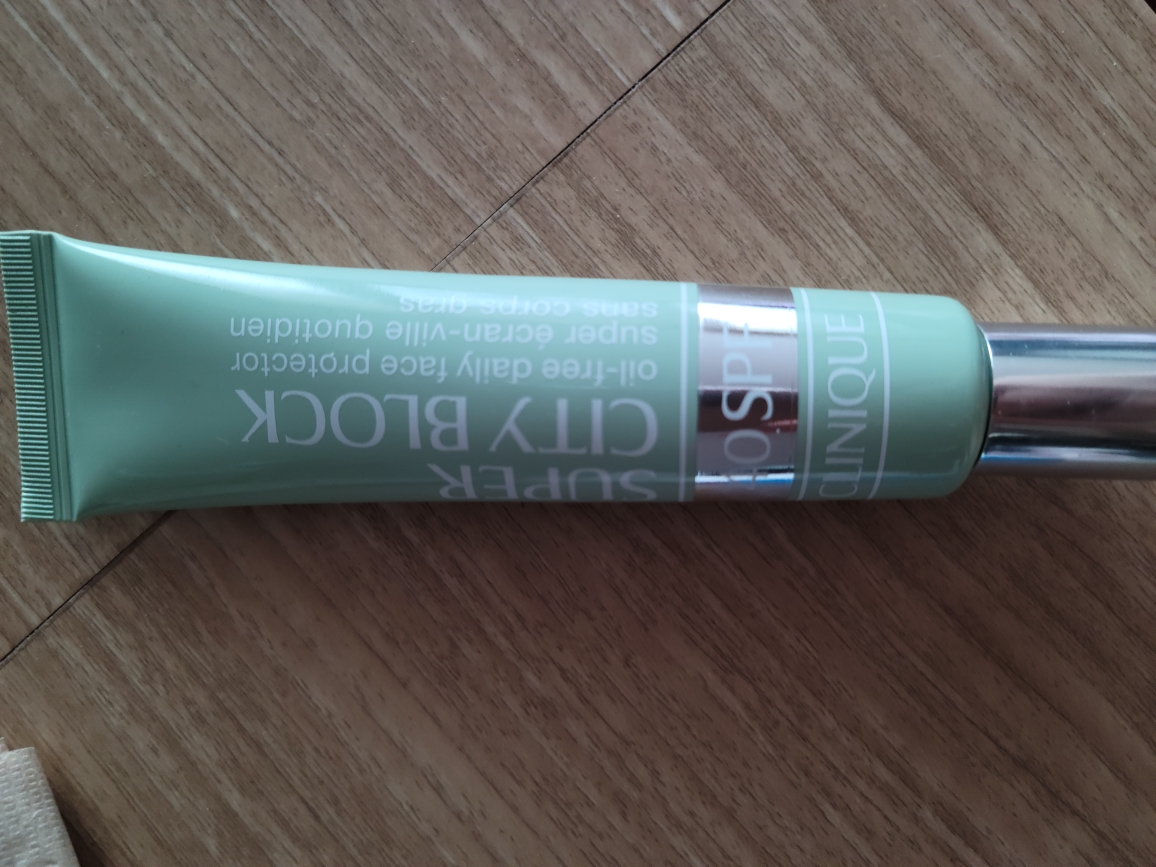 SUPER
CITY BLOCK
oil-free daily face protector
super écran-ville quotidien
sans corps gras
40 SPF
CLINIQUE